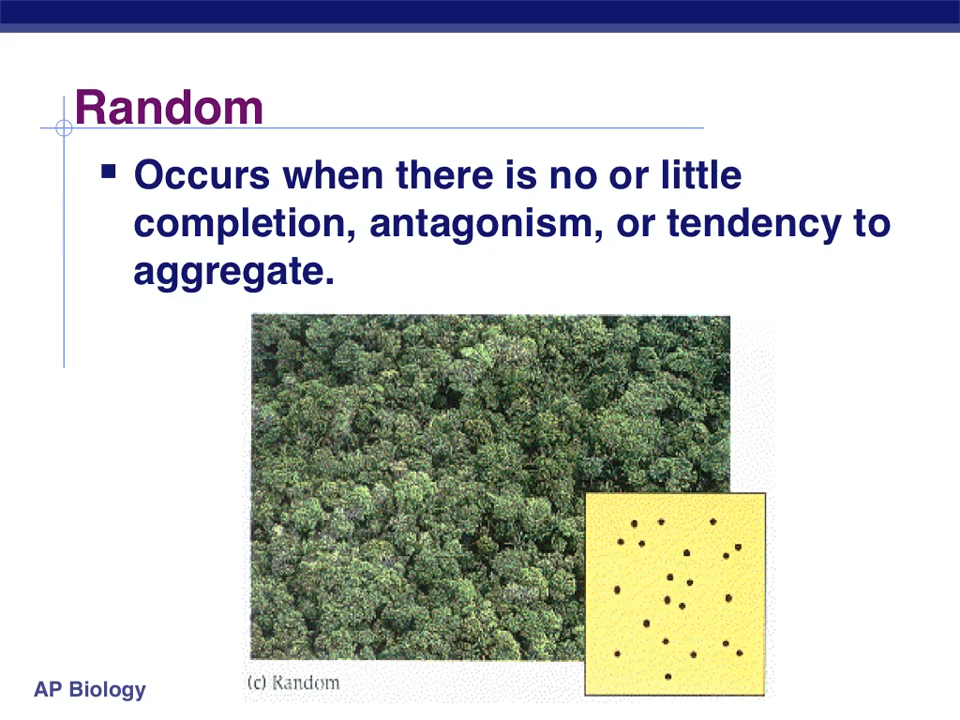 Random
Occurs when there is no or little
completion, antagonism, or tendency to
aggregate.
(c) Random
AP Biology